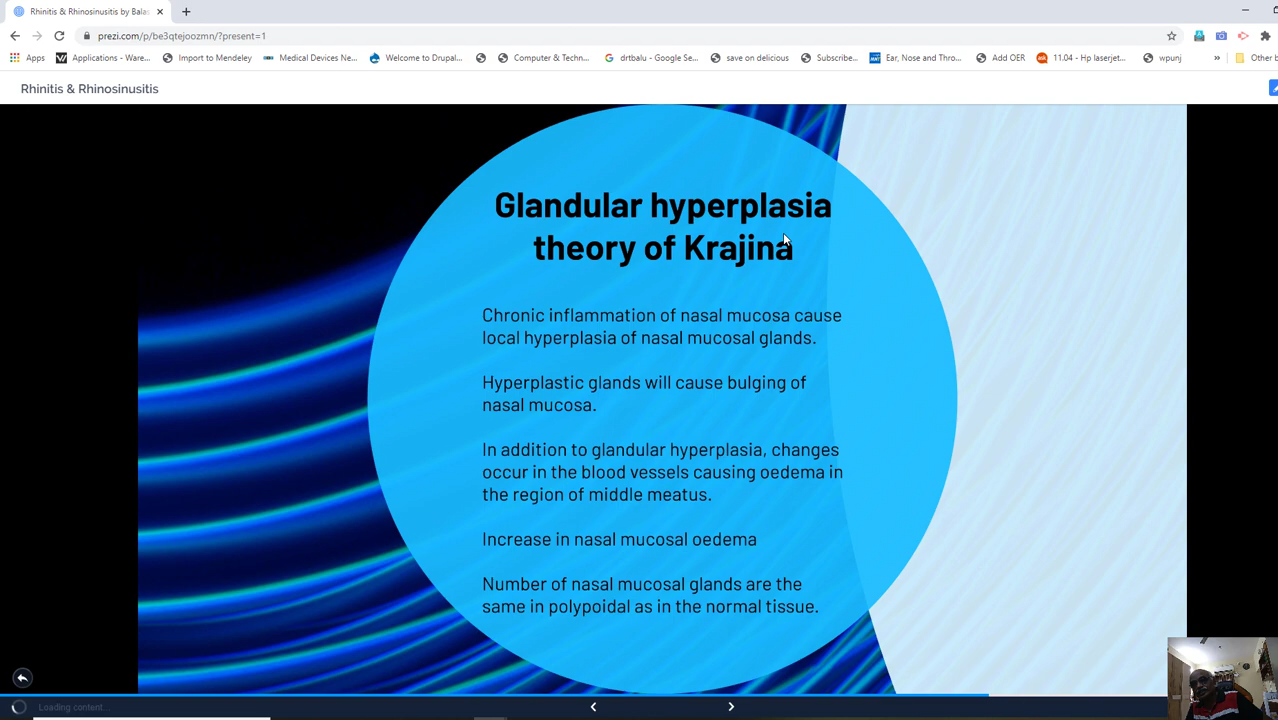 Rhinitis & Rhinosinusitis by Balas
prezi.com/p/be3qtejoozmn/?present=1
Apps Applications - Ware... Import to Mendeley Medical Devices Ne... Welcome to Drupal... Computer & Techn... drtbalu - Google Se... save on delicious Subscribe... Ear, Nose and Thro... Add OER 11.04 - Hp laserjet... wpunj » Other b
Rhinitis & Rhinosinusitis
Glandular hyperplasia
theory of Krajina
Chronic inflammation of nasal mucosa cause
local hyperplasia of nasal mucosal glands.
Hyperplastic glands will cause bulging of
nasal mucosa.
In addition to glandular hyperplasia, changes
occur in the blood vessels causing oedema in
the region of middle meatus.
Increase in nasal mucosal oedema
Number of nasal mucosal glands are the
same in polypoidal as in the normal tissue.
Loading content...